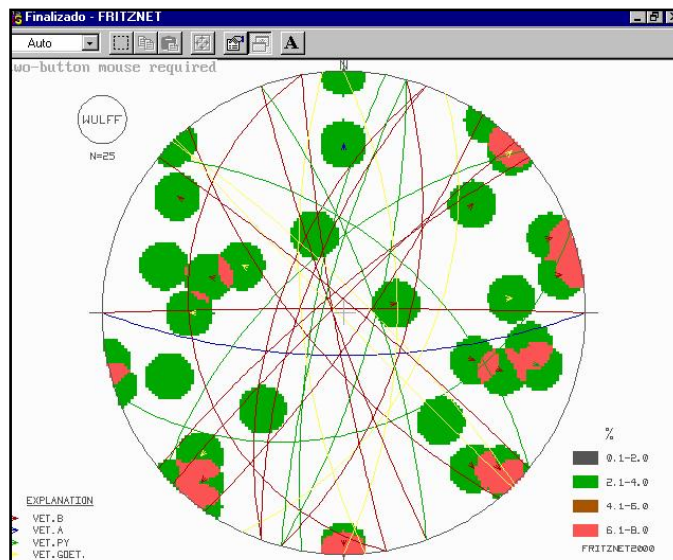 Finalizado - FRITZNET
Auto
A
wo-button mouse required
N
WULFF
N=25
%
0.1-2.0
2.1-4.0
4.1-6.0
6.1-8.0
FRITZNET2000
EXPLANATION
VET.B
VET.A
VET.PY
VET.GOET.